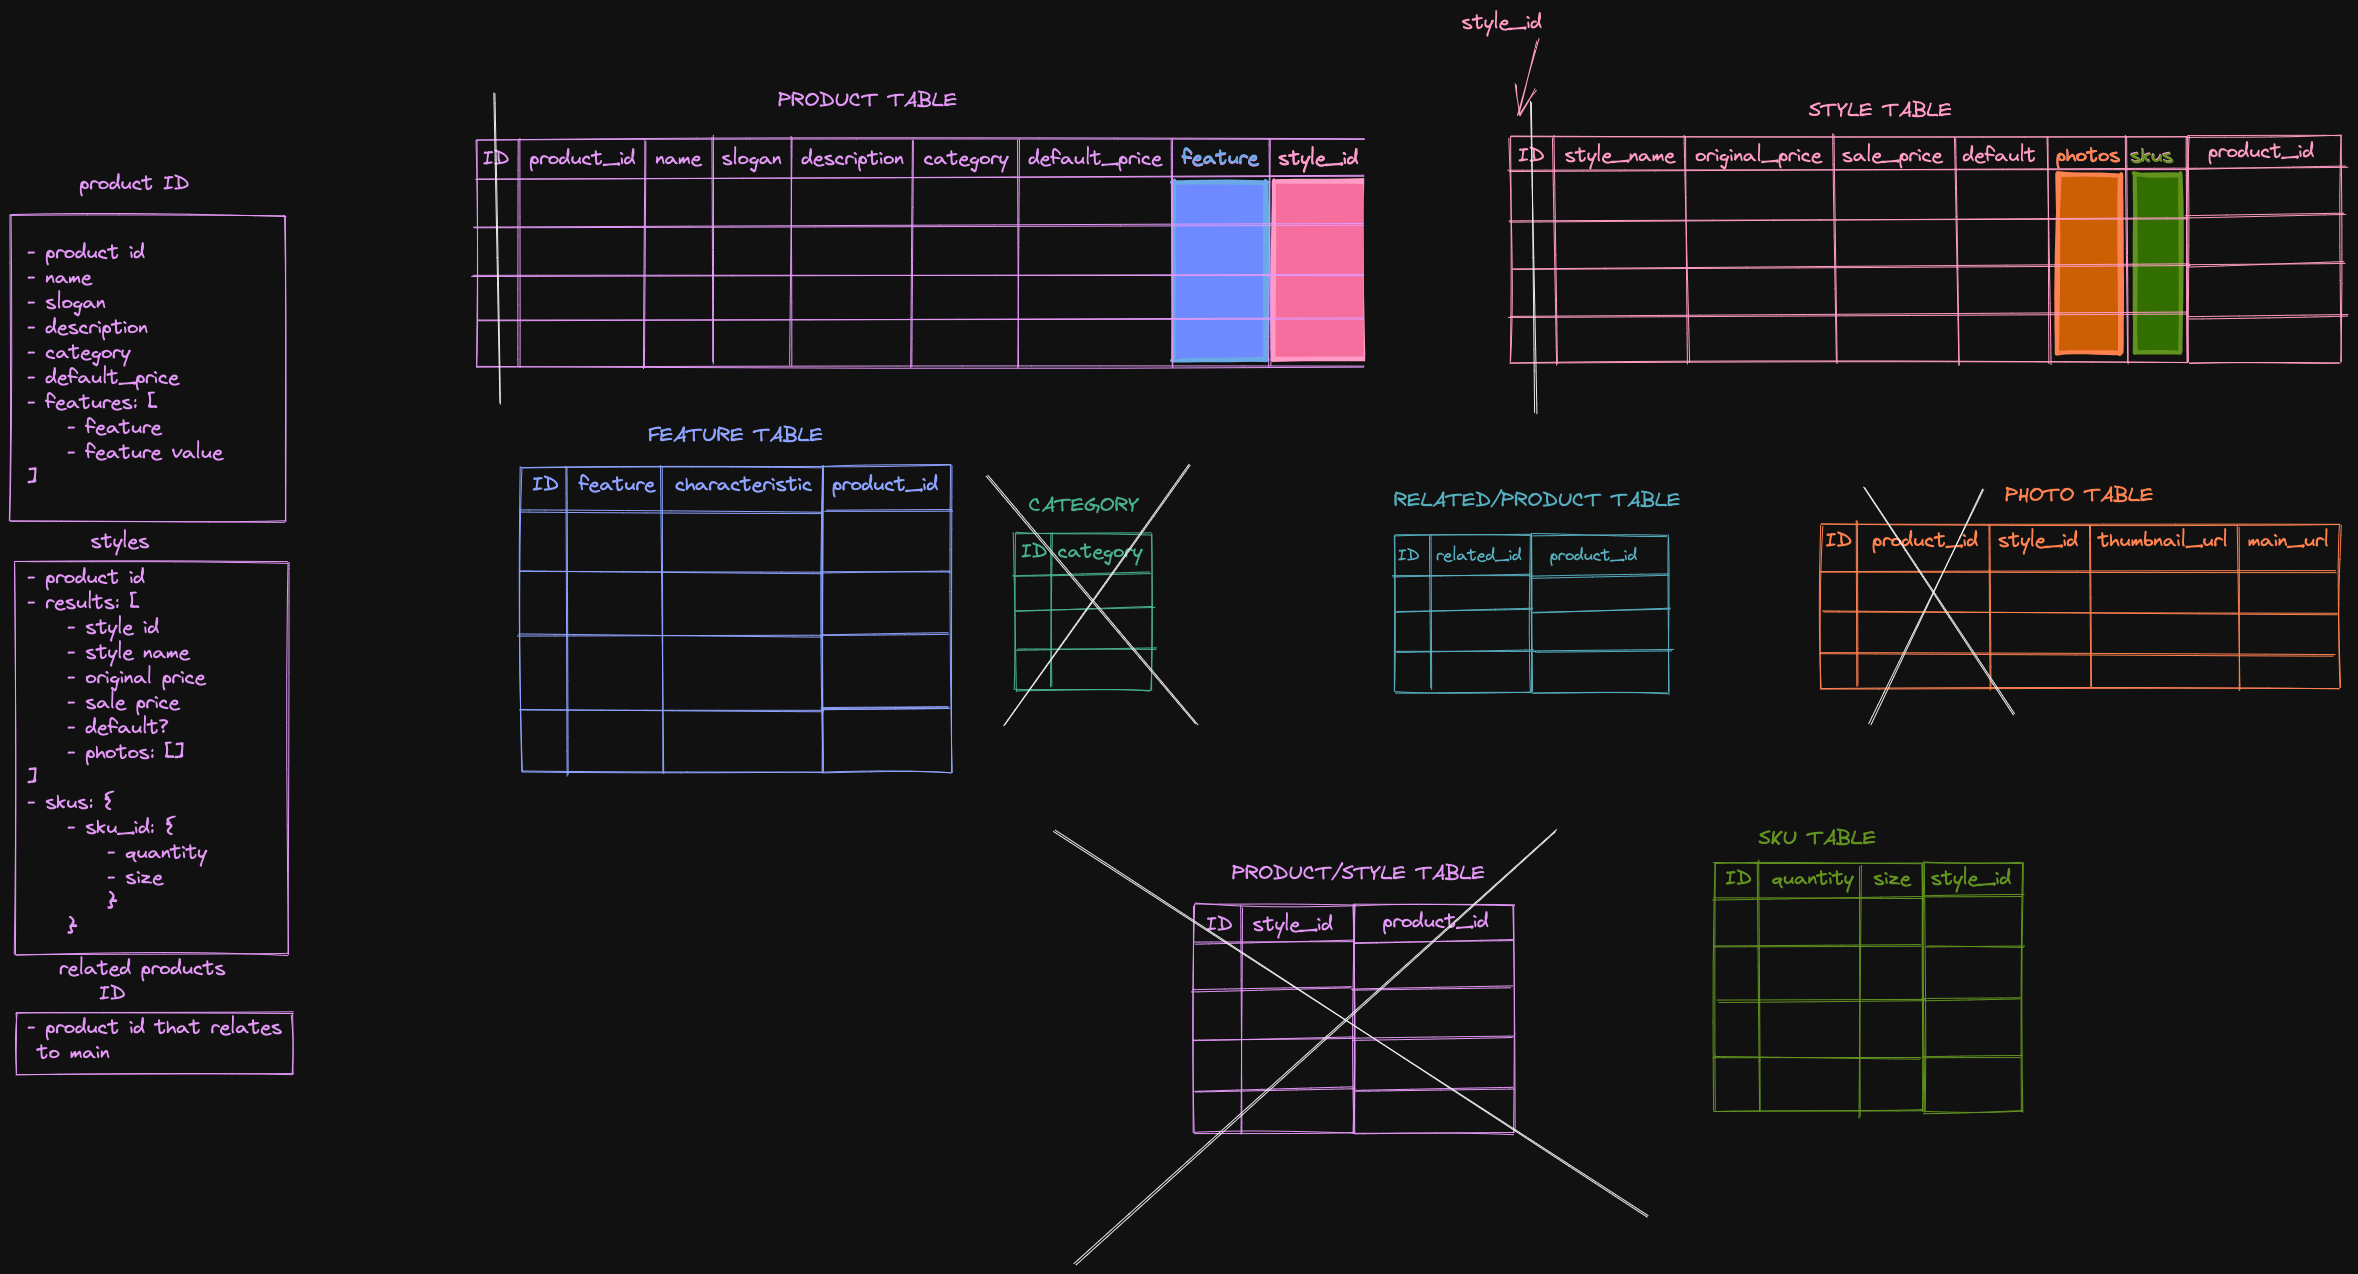 style_id
PRODUCT TABLE
ID product_id name slogan description category default_price feature style_id
STYLE TABLE
ID style_name original_price sale_price default photos skus product_id
product ID
- product id
- name
- slogan
- description
- category
- default_price
- features: [
- feature
- feature value
]
styles
- product id
- results: [
- style id
- style name
- original price
- sale price
- default?
- photos: []
]
- skus: {
- sku_id: {
- quantity
- size
}
}
related products
ID
- product id that relates
to main
FEATURE TABLE
ID feature characteristic product_id
CATEGORY
ID category
RELATED/PRODUCT TABLE
ID related_id product_id
PHOTO TABLE
ID product_id style_id thumbnail_url main_url
PRODUCT/STYLE TABLE
ID style_id product_id
SKU TABLE
ID quantity size style_id